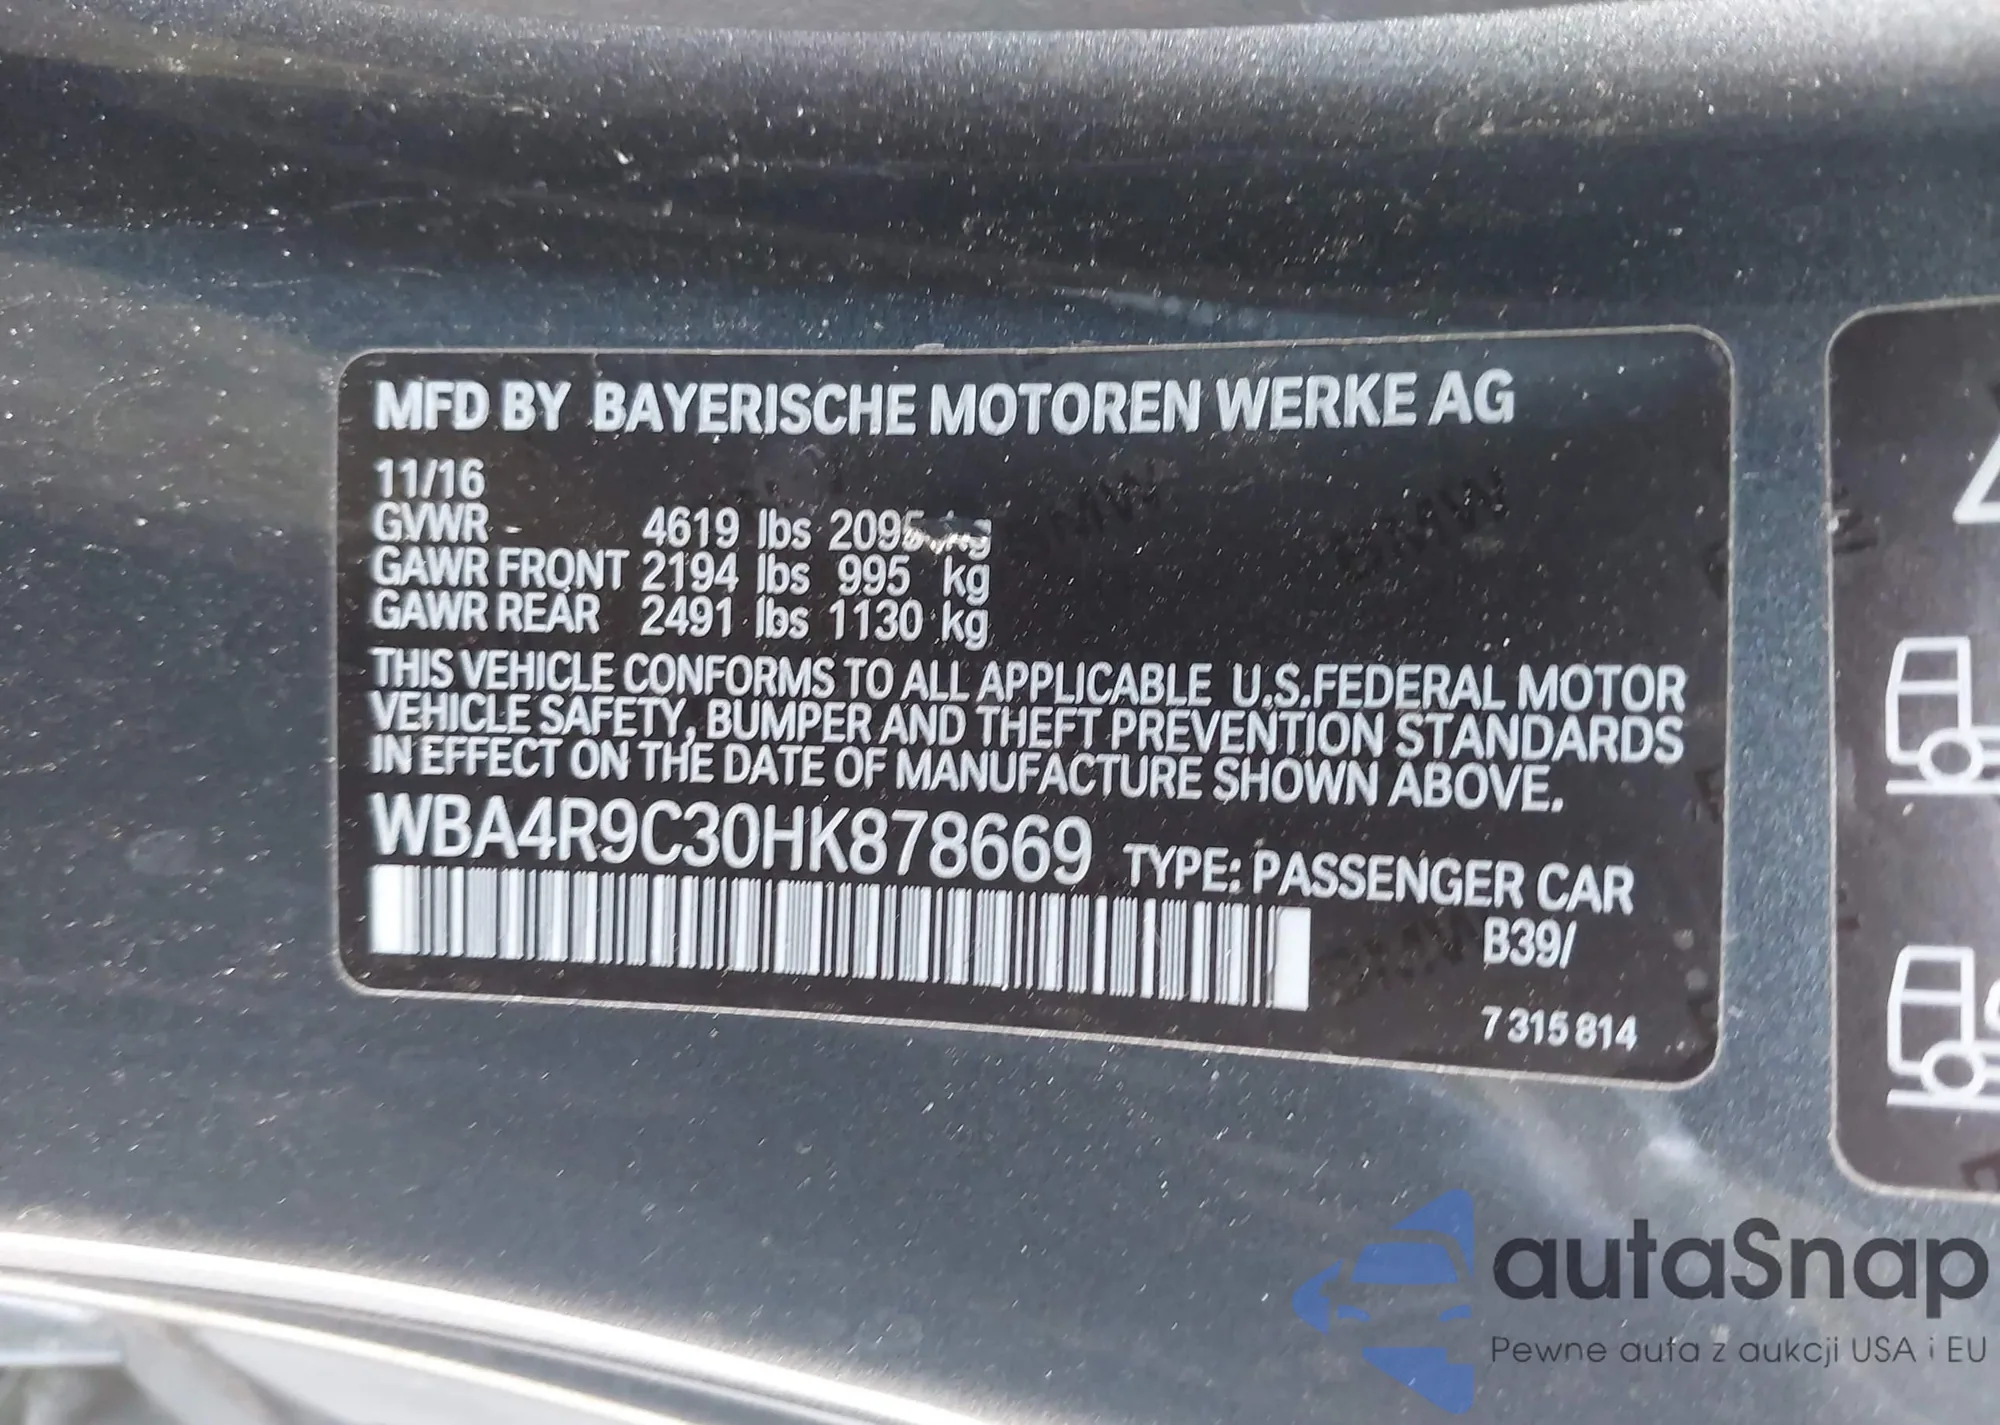 MFD BY BAYERISCHE MOTOREN WERKE AG
11/16
GVWR 4619 lbs 2095 kg
GAWR FRONT 2194 lbs 995 kg
GAWR REAR 2491 lbs 1130 kg
THIS VEHICLE CONFORMS TO ALL APPLICABLE U.S.FEDERAL MOTOR
VEHICLE SAFETY, BUMPER AND THEFT PREVENTION STANDARDS
IN EFFECT ON THE DATE OF MANUFACTURE SHOWN ABOVE.
WBA4R9C30HK878669 TYPE: PASSENGER CAR
B39/
7 315 814
autaSnap
Pewne auta z aukcji USA i EU